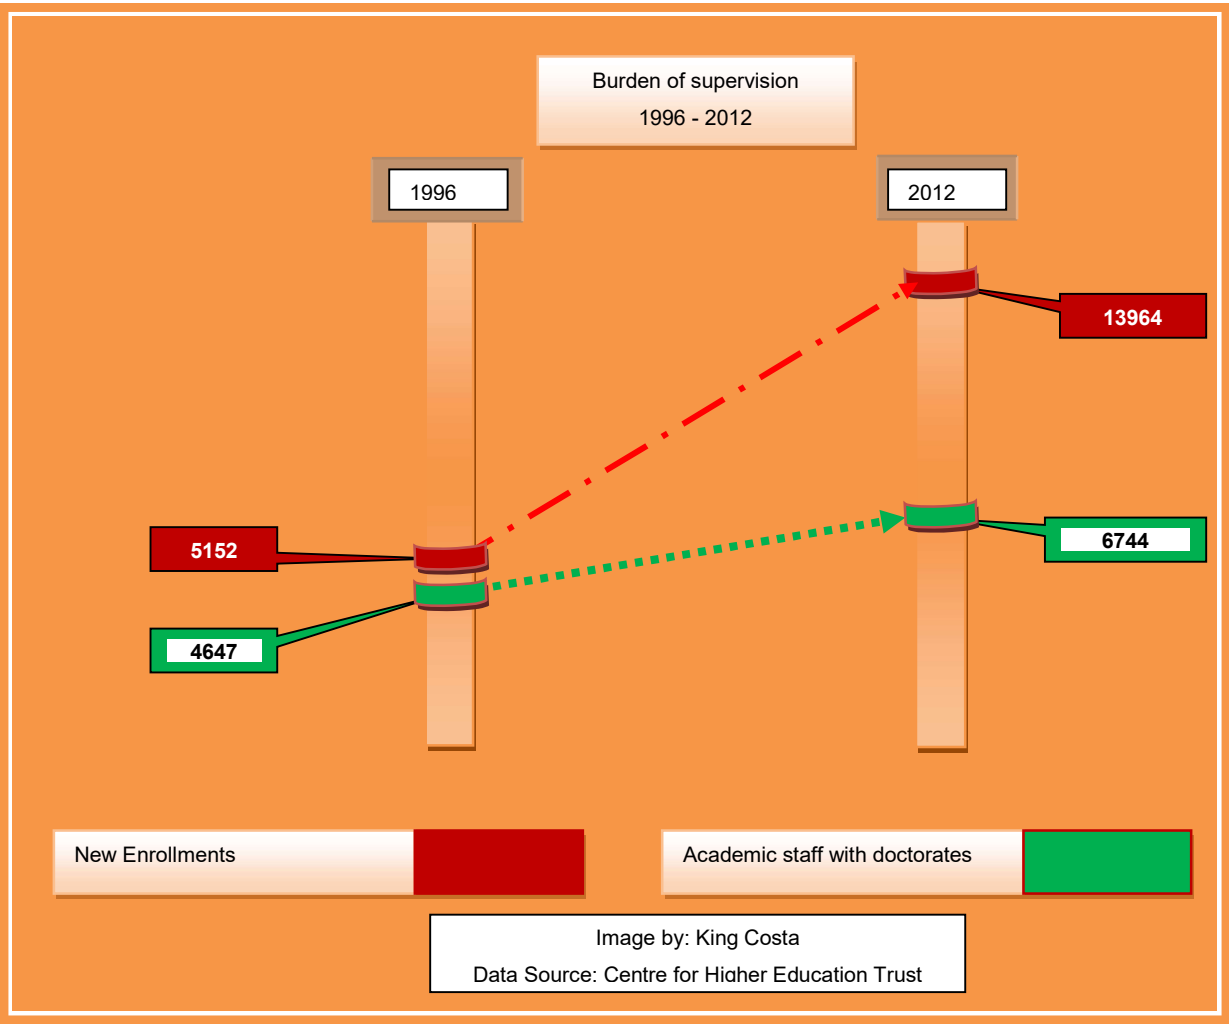 Burden of supervision
1996 - 2012
1996
2012
13964
5152
6744
4647
New Enrollments
Academic staff with doctorates
Image by: King Costa
Data Source: Centre for Higher Education Trust